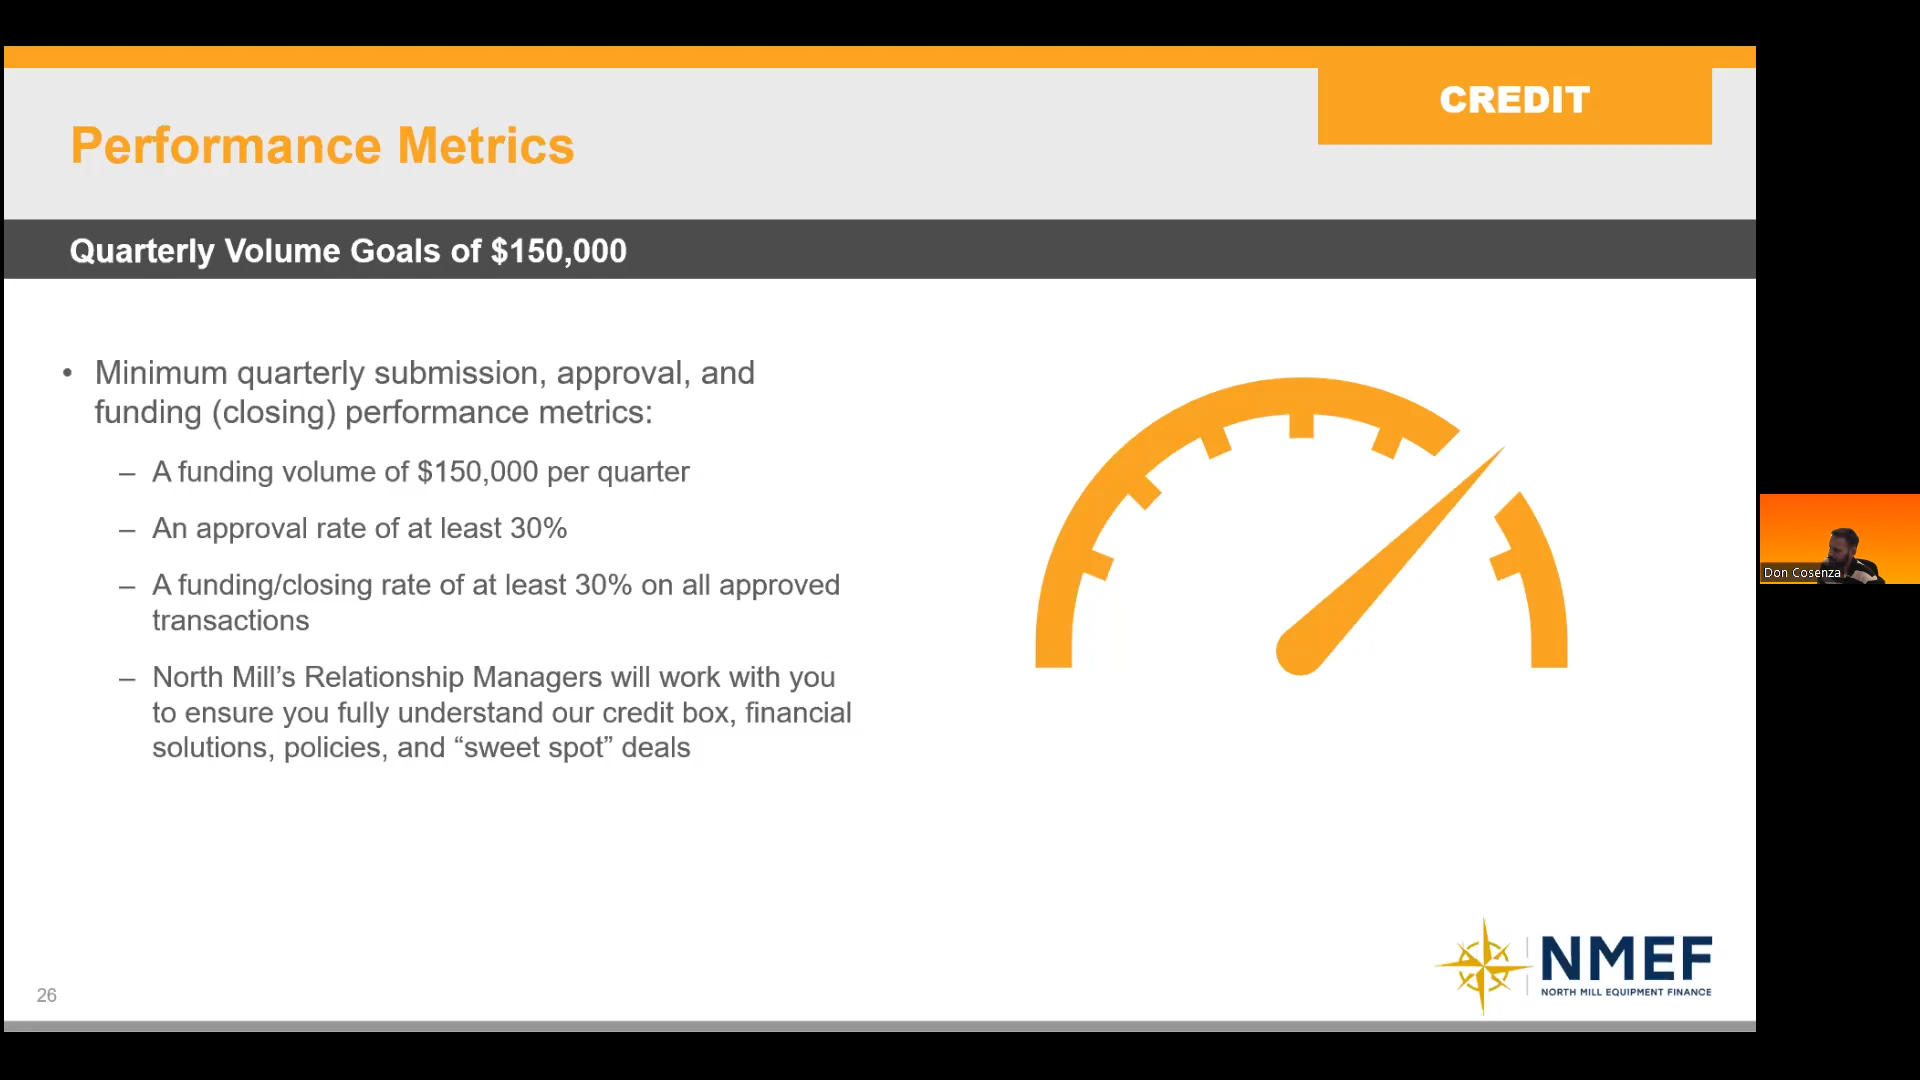 CREDIT
Performance Metrics
Quarterly Volume Goals of $150,000
• Minimum quarterly submission, approval, and
funding (closing) performance metrics:
– A funding volume of $150,000 per quarter
– An approval rate of at least 30%
– A funding/closing rate of at least 30% on all approved
transactions
– North Mill’s Relationship Managers will work with you
to ensure you fully understand our credit box, financial
solutions, policies, and “sweet spot” deals
Don Cosenza
NMEF
NORTH MILL EQUIPMENT FINANCE
26